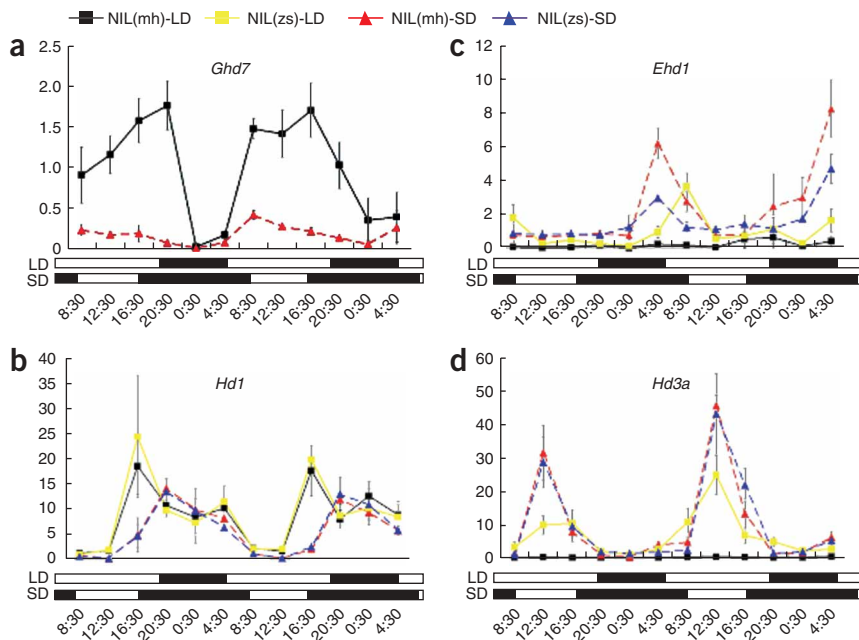 NIL(mh)-LD NIL(zs)-LD NIL(mh)-SD NIL(zs)-SD
a
Ghd7
2.5
2.0
1.5
1.0
0.5
0
LD
SD
8:30 12:30 16:30 20:30 0:30 4:30 8:30 12:30 16:30 20:30 0:30 4:30
c
Ehd1
12
10
8
6
4
2
0
LD
SD
8:30 12:30 16:30 20:30 0:30 4:30 8:30 12:30 16:30 20:30 0:30 4:30
b
Hd1
40
35
30
25
20
15
10
5
0
LD
SD
8:30 12:30 16:30 20:30 0:30 4:30 8:30 12:30 16:30 20:30 0:30 4:30
d
Hd3a
60
50
40
30
20
10
0
LD
SD
8:30 12:30 16:30 20:30 0:30 4:30 8:30 12:30 16:30 20:30 0:30 4:30